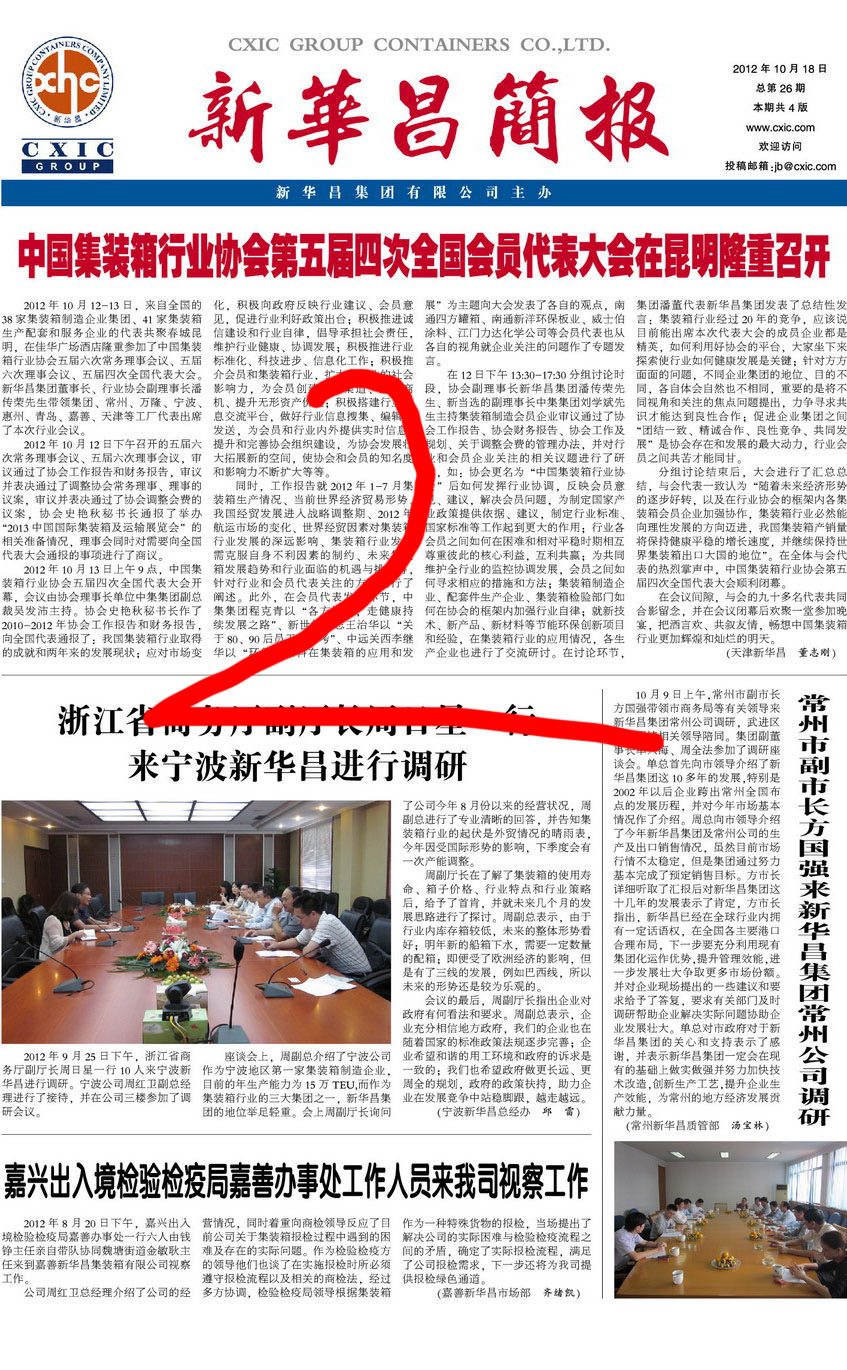 CXIC GROUP CONTAINERS CO.,LTD.
CXIC GROUP CONTAINERS COMPANY LIMITED
cxhc
CXIC
GROUP
新華昌簡报
2012 年 10 月 18 日
总第 26 期
本期共 4 版
www.cxic.com
欢迎访问
投稿邮箱:jb@cxic.com
新华昌集团有限公司主办
中国集装箱行业协会第五届四次全国会员代表大会在昆明隆重召开
2012 年 10 月 12-13 日，来自全国的
38 家集装箱制造企业集团、41 家集装箱
生产配套和服务企业的代表共聚春城昆
明，在佳华广场酒店隆重参加了中国集装
箱行业协会五届六次常务理事会议、五届
六次理事会议、五届四次全国代表大会。
新华昌集团董事长、行业协会副理事长潘
传荣先生带领集团、常州、万隆、宁波、
惠州、青岛、嘉善、天津等工厂代表出席
了本次行业会议。
2012 年 10 月 12 日下午召开的五届六
次常务理事会议、五届六次理事会议，审
议通过了协会工作报告和财务报告，审议
并表决通过了调整协会常务理事、理事的
议案，审议并表决通过了协会调整会费的
议案，协会史艳秋秘书长通报了举办
“2013 中国国际集装箱及运输展览会”的
相关准备情况，理事会同时对需要向全国
代表大会通报的事项进行了商议。
2012 年 10 月 13 日上午 9 点，中国集
装箱行业协会五届四次全国代表大会开
幕，会议由协会理事长单位中集集团副总
裁吴发沛主持。协会史艳秋秘书长作了
2010-2012 年协会工作报告和财务报告，
向全国代表通报了：我国集装箱行业取得
的成就和两年来的发展现状；应对市场变
化，积极向政府反映行业建议、会员意
见，促进行业利好政策出台；积极推进诚
信建设和行业自律，倡导承担社会责任，
维护行业健康、协调发展；积极推进行业
标准化、科技进步、信息化工作；积极推
介会员和集装箱行业，扩大 的社会
影响力，为会员创 渠道、 商
机、提升无形资产 积极搭建行 信
息交流平台，做好行业信息搜集、编辑
发送，为会员和行业内外提供实时信息
提升和完善协会组织建设，为协会发展壮
大拓展新的空间，使协会和会员的知名度
和影响力不断扩大等等。
同时，工作报告就 2012 年 1-7 月集
装箱生产情况、当前世界经济贸易形势
我国经贸发展进入战略调整期、2012 年
航运市场的变化、世界经贸因素对集装箱
行业发展的深远影响、集装箱行业发
需克服自身不利因素的制约、未来
装箱发展趋势和行业面临的机遇与挑
针对行业和会员代表关注的方 行了
阐述。此外，在会员代表发 节中，中
集集团程克青以“各方 走健康持
续发展之路”、新世 志王治华以“关
于 80、90 后员工 ”、中远关西李继
华以“环 料在集装箱的应用和发
展”为主题向大会发表了各自的观点，南
通四方罐箱、南通新洋环保板业、威士伯
涂料、江门力达化学公司等会员代表也从
各自的视角就企业关注的问题作了专题发
言。
在 12 日下午 13:30-17:30 分组讨论时
段，协会副理事长新华昌集团潘传荣先
生、新当选的副理事长中集集团刘学斌先
生主持集装箱制造会员企业审议通过了协
会工作报告、协会财务报告、协会工作及
规划、关于调整会费的管理办法，并对行
业和会员企业关注的相关议题进行了研
，如；协会更名为“中国集装箱行业协
”后如何发挥行业协调，反映会员意
、建议，解决会员问题，为制定国家产
业政策提供依据、建议，制定行业标准、
国家标准等工作起到更大的作用；行业各
会员之间如何在困难和相对平稳时期相互
尊重彼此的核心利益，互利共赢；为共同
维护全行业的监控协调发展，会员之间如
何寻求相应的措施和方法；集装箱制造企
业、配套件生产企业、集装箱检验部门如
何在协会的框架内加强行业自律；就新技
术、新产品、新材料等节能环保创新项目
和经验，在集装箱行业的应用情况，各生
产企业也进行了交流研讨。在讨论环节，
集团潘董代表新华昌集团发表了总结性发
言：集装箱行业经过 20 年的竞争，应该说
目前能出席本次代表大会的成员企业都是
精英，如何利用好协会的平台，大家坐下来
探索使行业如何健康发展是关键；针对方方
面面的问题，不同企业集团的地位、目的不
同，各自体会自然也不相同，重要的是将不
同视角和关注的焦点问题提出，力争寻求共
识才能达到良性合作；促进企业集团之间
“团结一致、精诚合作、良性竞争、共同发
展”是协会存在和发展的最大动力，行业会
员之间共苦才能同甘。
分组讨论结束后，大会进行了汇总总
结，与会代表一致认为“随着未来经济形势
的逐步好转，以及在行业协会的框架内各集
装箱会员企业加强协作，集装箱行业必然能
向理性发展的方向迈进，我国集装箱产销量
将保持健康平稳的增长速度，并继续保持世
界集装箱出口大国的地位”。在全体与会代
表的热烈掌声中，中国集装箱行业协会第五
届四次全国代表大会顺利闭幕。
在会议间隙，与会的九十多名代表共同
合影留念，并在会议闭幕后欢聚一堂参加晚
宴，把酒言欢、共叙友情，畅想中国集装箱
行业更加辉煌和灿烂的明天。
(天津新华昌 董志刚)
浙江省商务厅副厅长周日星一行
来宁波新华昌进行调研
2012 年 9 月 25 日下午，浙江省商
务厅副厅长周日星一行 10 人来宁波新
华昌进行调研。宁波公司周红卫副总经
理进行了接待，并在公司三楼参加了调
研会议。
座谈会上，周副总介绍了宁波公司
作为宁波地区第一家集装箱制造企业，
目前的年生产能力为 15 万 TEU,而作为
集装箱行业的三大集团之一，新华昌集
团的地位举足轻重。会上周副厅长询问
了公司今年 8 月份以来的经营状况，周
副总进行了专业清晰的回答，并告知集
装箱行业的起伏是外贸情况的晴雨表，
今年因受国际形势的影响，下季度会有
一次产能调整。
周副厅长在了解了集装箱的使用寿
命、箱子价格、行业特点和行业策略
后，给予了首肯，并就未来几个月的发
展思路进行了探讨。周副总表示，由于
行业内库存箱较低，未来的整体形势看
好；明年新的船箱下水，需要一定数量
的配箱；即便受了欧洲经济的影响，但
是有了三线的发展，例如巴西线，所以
未来的形势还是较为乐观的。
会议的最后，周副厅长指出企业对
政府有何看法和要求。周副总表示，企
业充分相信地方政府，我们的企业也在
随着国家的标准政策法规逐步完善；企
业希望和谐的用工环境和政府的诉求是
一致的；我们也希望政府做更长远、更
周全的规划，政府的政策扶持，助力企
业在发展竞争中站稳脚跟，越走越远。
(宁波新华昌总经办 邱 雷)
常州市副市长方国强来新华昌集团常州公司调研
10 月 9 日上午,常州市副市长
方国强带领市商务局等有关领导来
新华昌集团常州公司调研，武进区
相关领导陪同。集团副董
事长单兴海、周全法参加了调研座
谈会。单总首先向市领导介绍了新
华昌集团这 10 多年的发展,特别是
2002 年以后企业跨出常州全国布
点的发展历程，并对今年市场基本
情况作了介绍。周总向市领导介绍
了今年新华昌集团及常州公司的生
产及出口销售情况，虽然目前市场
行情不太稳定，但是集团通过努力
基本完成了预定销售目标。方市长
详细听取了汇报后对新华昌集团这
十几年的发展表示了肯定，方市长
指出，新华昌已经在全球行业内拥
有一定话语权，在全国各主要港口
合理布局，下一步要充分利用现有
集团化运作优势,提升管理效能,进
一步发展壮大争取更多市场份额。
并对企业现场提出的一些建议和要
求给予了答复，要求有关部门及时
调研帮助企业解决实际问题协助企
业发展壮大。单总对市政府对于新
华昌集团的关心和支持表示了感
谢，并表示新华昌集团一定会在现
有的基础上做实做强并努力加快技
术改造,创新生产工艺,提升企业生
产效能，为常州的地方经济发展贡
献力量。
(常州新华昌质管部 汤宝林)
嘉兴出入境检验检疫局嘉善办事处工作人员来我司视察工作
2012 年 8 月 20 日下午，嘉兴出入
境检验检疫局嘉善办事处一行六人由钱
铮主任亲自带队协同魏塘街道金敏耿主
任来到嘉善新华昌集装箱有限公司视察
工作。
公司周红卫总经理介绍了公司的经
营情况，同时着重向商检领导反应了目
前公司关于集装箱报检过程中遇到的困
难及存在的实际问题。作为检验检疫方
的领导他们也谈了在实施报检时所必须
遵守报检流程以及相关的商检法，经过
多方协调，检验检疫局领导根据集装箱
作为一种特殊货物的报检，当场提出了
解决公司的实际困难与检验检疫流程之
间的矛盾，确定了实际报检流程，满足
了公司报检需求，下一步还将为我司提
供报检绿色通道。
(嘉善新华昌市场部 齐绪凯)